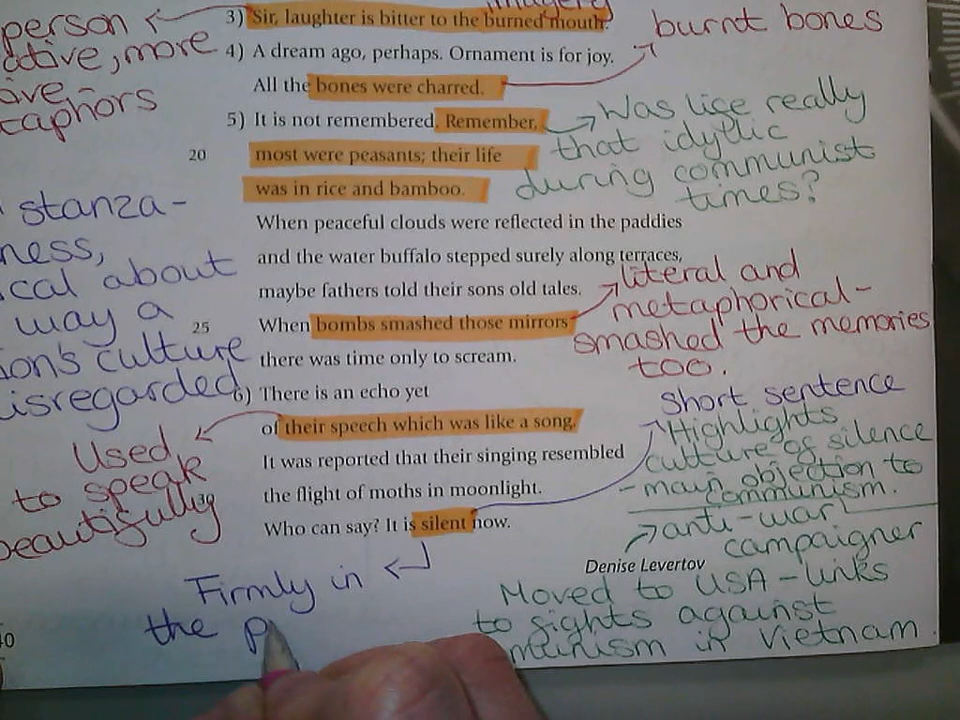 imagery
person
ative, more
ive
taphors
3) Sir, laughter is bitter to the burned mouth.
4) A dream ago, perhaps. Ornament is for joy.
All the bones were charred.
burnt bones
5) It is not remembered. Remember,
20 most were peasants; their life
was in rice and bamboo.
Was life really
that idyllic
during communist
times?
When peaceful clouds were reflected in the paddies
and the water buffalo stepped surely along terraces,
maybe fathers told their sons old tales.
25 When bombs smashed those mirrors
there was time only to scream.
literal and
metaphorical -
smashed the memories
too.
stanza -
ness,
ical about
way a
ion's culture
isregarded
6) There is an echo yet
of their speech which was like a song.
It was reported that their singing resembled
30 the flight of moths in moonlight.
Who can say? It is silent now.
Used
to speak
beautifully
short sentence
Highlights
culture of silence
- main objection to
communism.
Denise Levertov
anti-war
campaigner
Moved to USA - links
to fights against
munism in Vietnam
Firmly in
the p
40